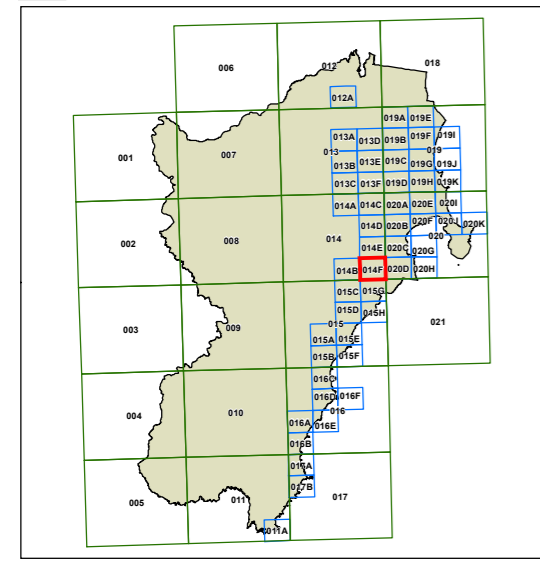 006 012 018
012A
019A 019E
013A 013D 019B 019F 019I
001 007 013 019
013B 013E 019C 019G 019J
013C 013F 019D 019H 019K
014A 014C 020A 020E 020I
014D 020B 020F 020J 020K
002 008 014 020
014E 020C 020G
014B 014F 020D 020H
015C 015G
015D 015H
003 009 015 021
015A 015E
015B 015F
016C
016D 016F
004 010 016
016A 016E
016B
017A
017B
005 011 017
011A